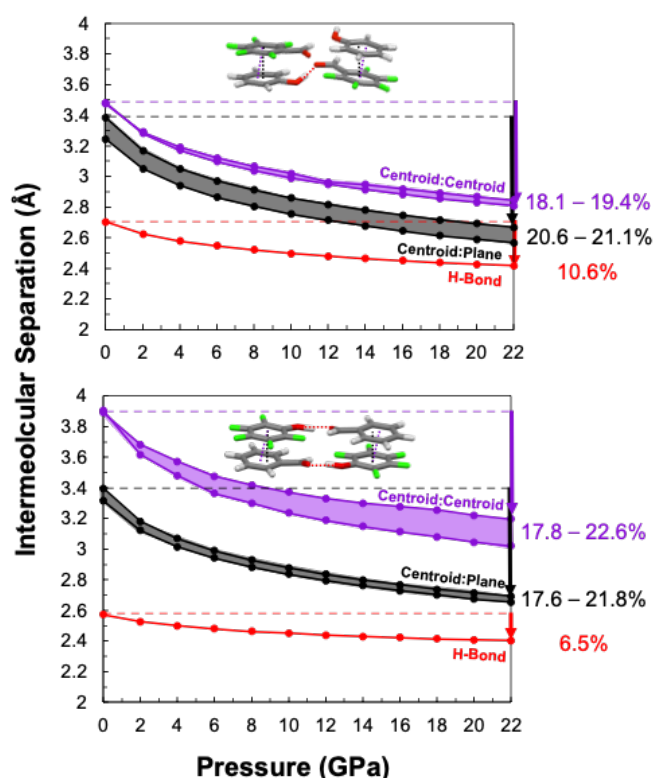 Intermeolcular Separation (Å)
4
3.8
3.6
3.4
3.2
3
2.8
2.6
2.4
2.2
2
Centroid:Centroid
18.1 – 19.4%
20.6 – 21.1%
Centroid:Plane
H-Bond
10.6%
0 2 4 6 8 10 12 14 16 18 20 22
4
3.8
3.6
3.4
3.2
3
2.8
2.6
2.4
2.2
2
Centroid:Centroid
17.8 – 22.6%
Centroid:Plane
17.6 – 21.8%
H-Bond
6.5%
0 2 4 6 8 10 12 14 16 18 20 22
Pressure (GPa)